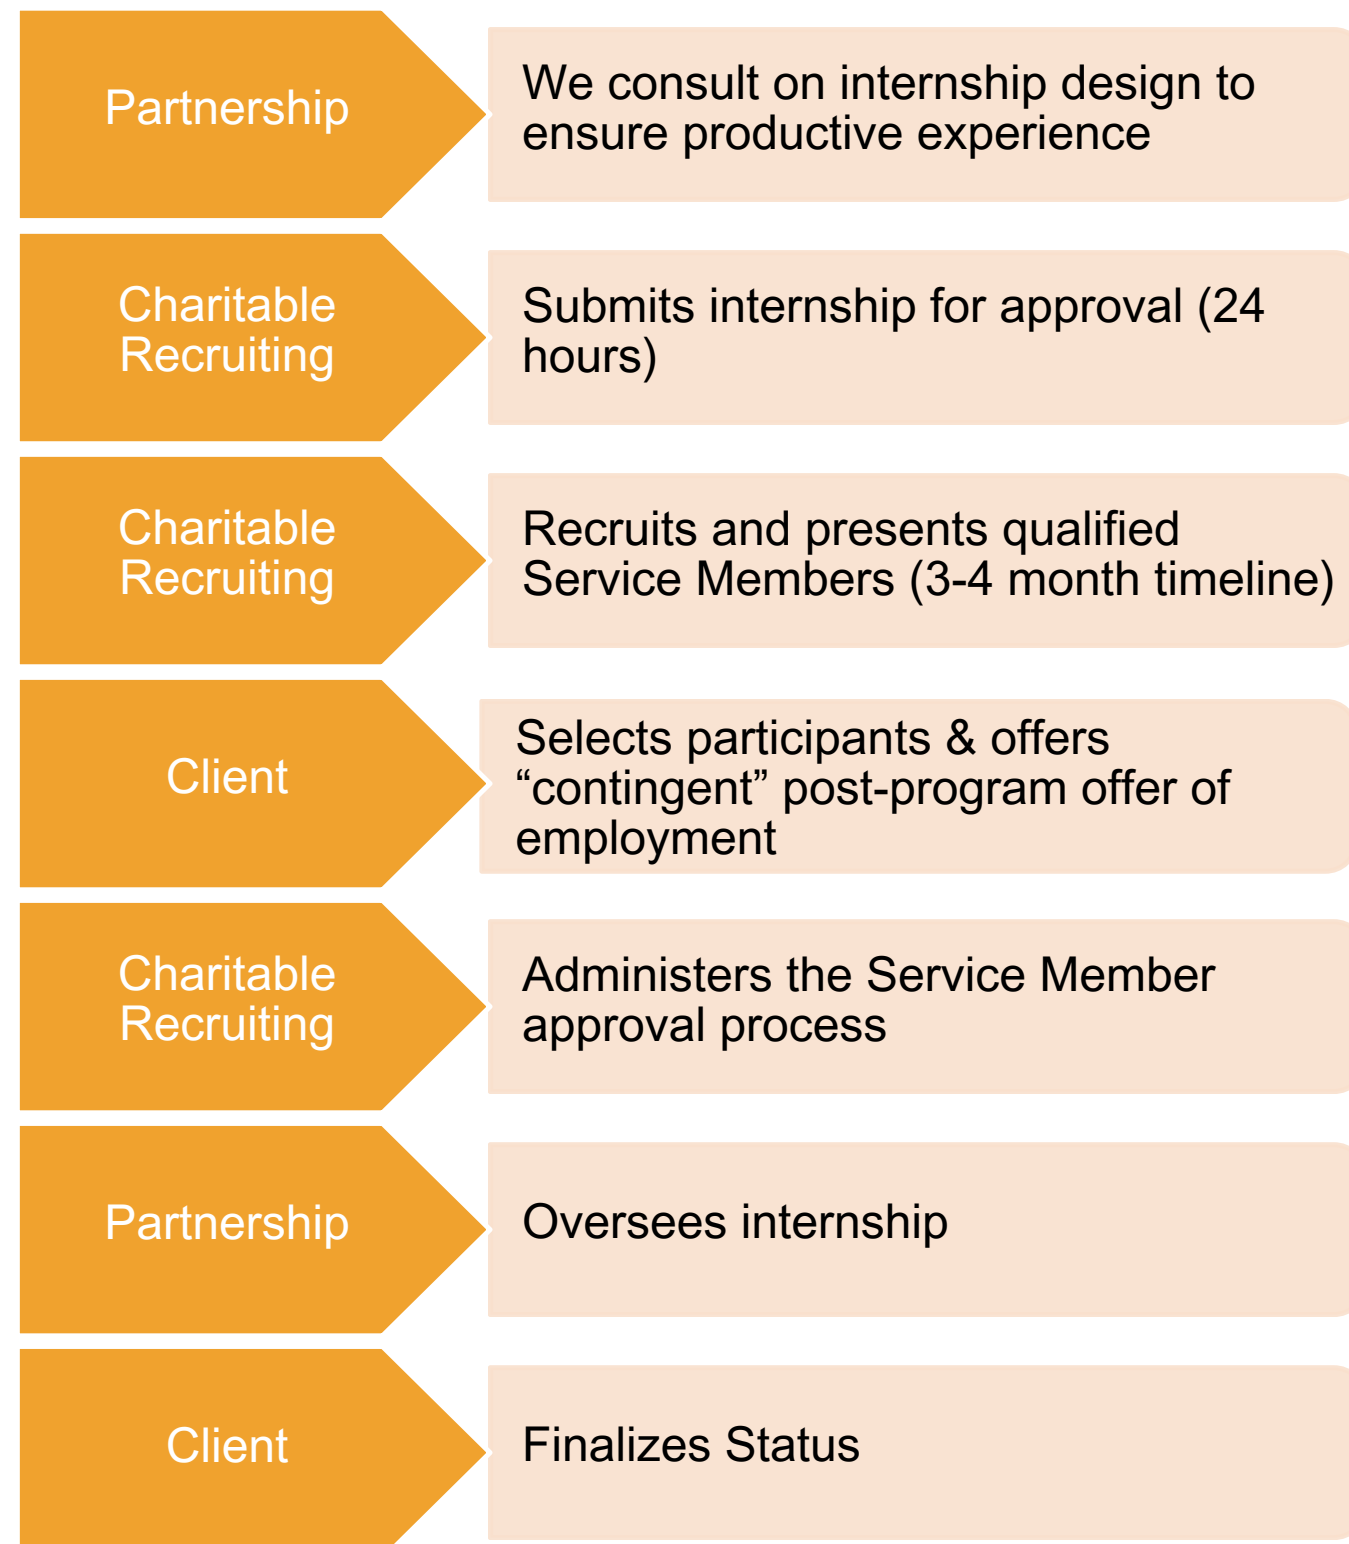 Partnership
We consult on internship design to
ensure productive experience
Charitable
Recruiting
Submits internship for approval (24
hours)
Charitable
Recruiting
Recruits and presents qualified
Service Members (3-4 month timeline)
Client
Selects participants & offers
“contingent” post-program offer of
employment
Charitable
Recruiting
Administers the Service Member
approval process
Partnership
Oversees internship
Client
Finalizes Status